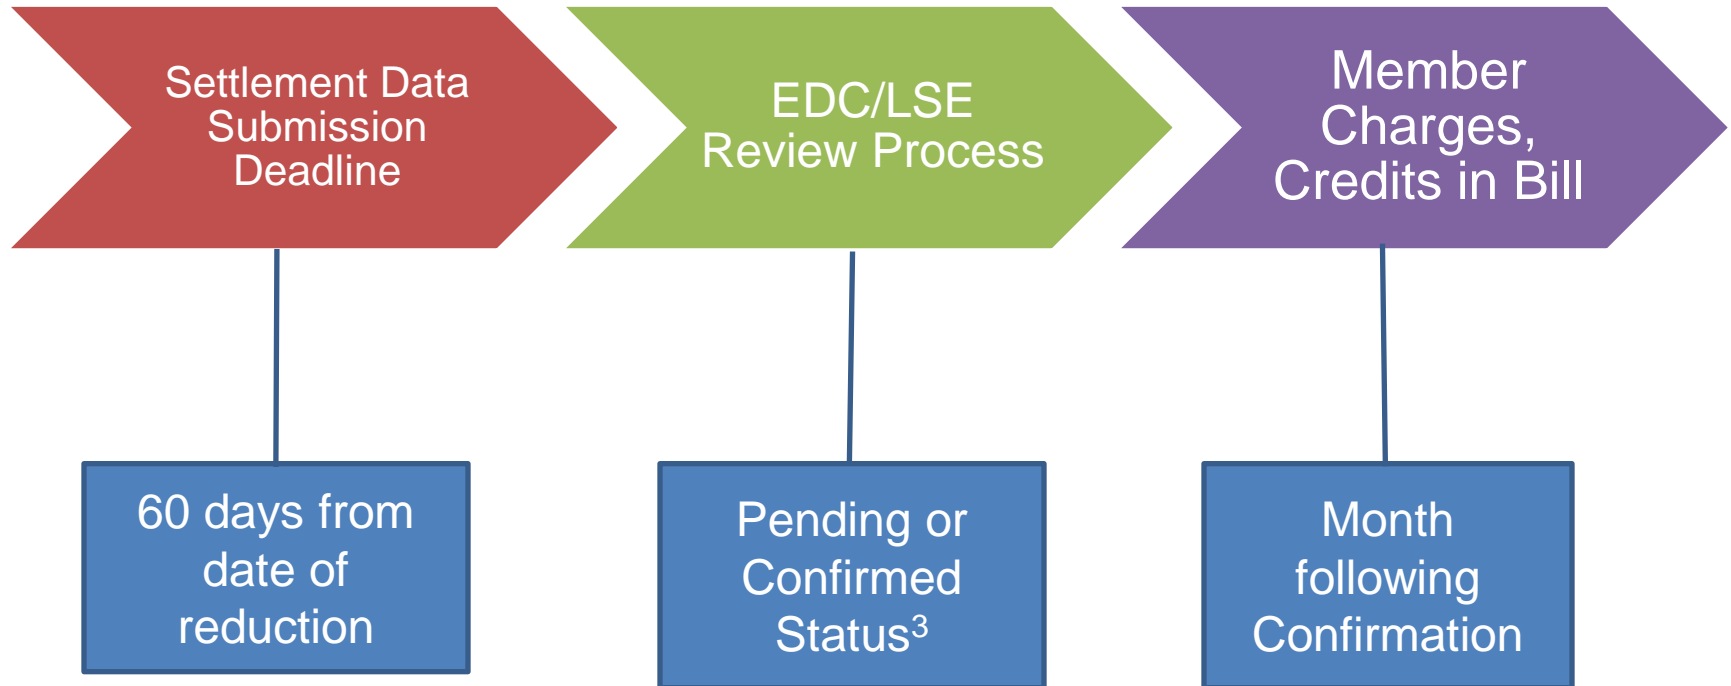 Settlement Data
Submission
Deadline
EDC/LSE
Review Process
Member
Charges,
Credits in Bill
60 days from
date of
reduction
Pending or
Confirmed
Status³
Month
following
Confirmation